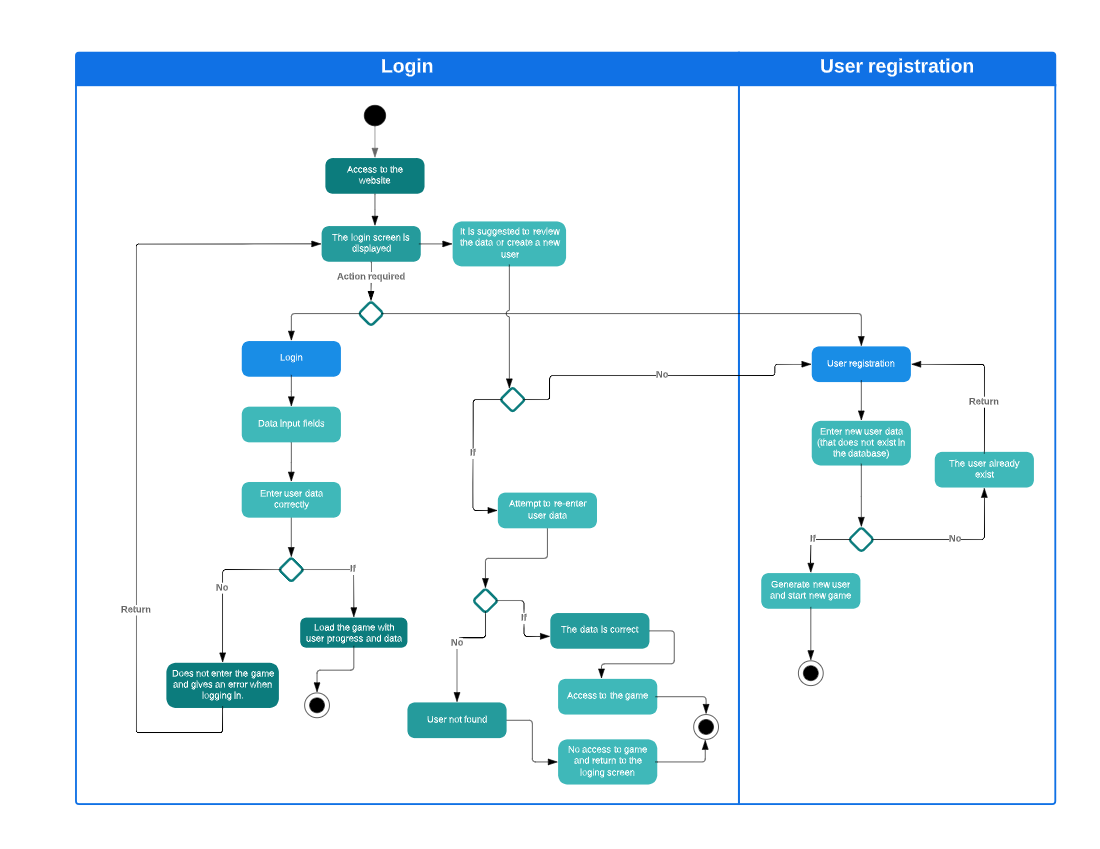 Login
User registration
Access to the
website
The login screen is
displayed
It is suggested to review
the data or create a new
user
Action required
Login
User registration
No
Return
Data input fields
Enter new user data
(that does not exist in
the database)
If
The user already
exist
Enter user data
correctly
Attempt to re-enter
user data
If
No
No
If
Generate new user
and start new game
Return
If
Load the game with
user progress and data
The data is correct
No
Does not enter the game
and gives an error when
logging in.
Access to the game
User not found
No access to game
and return to the
loging screen